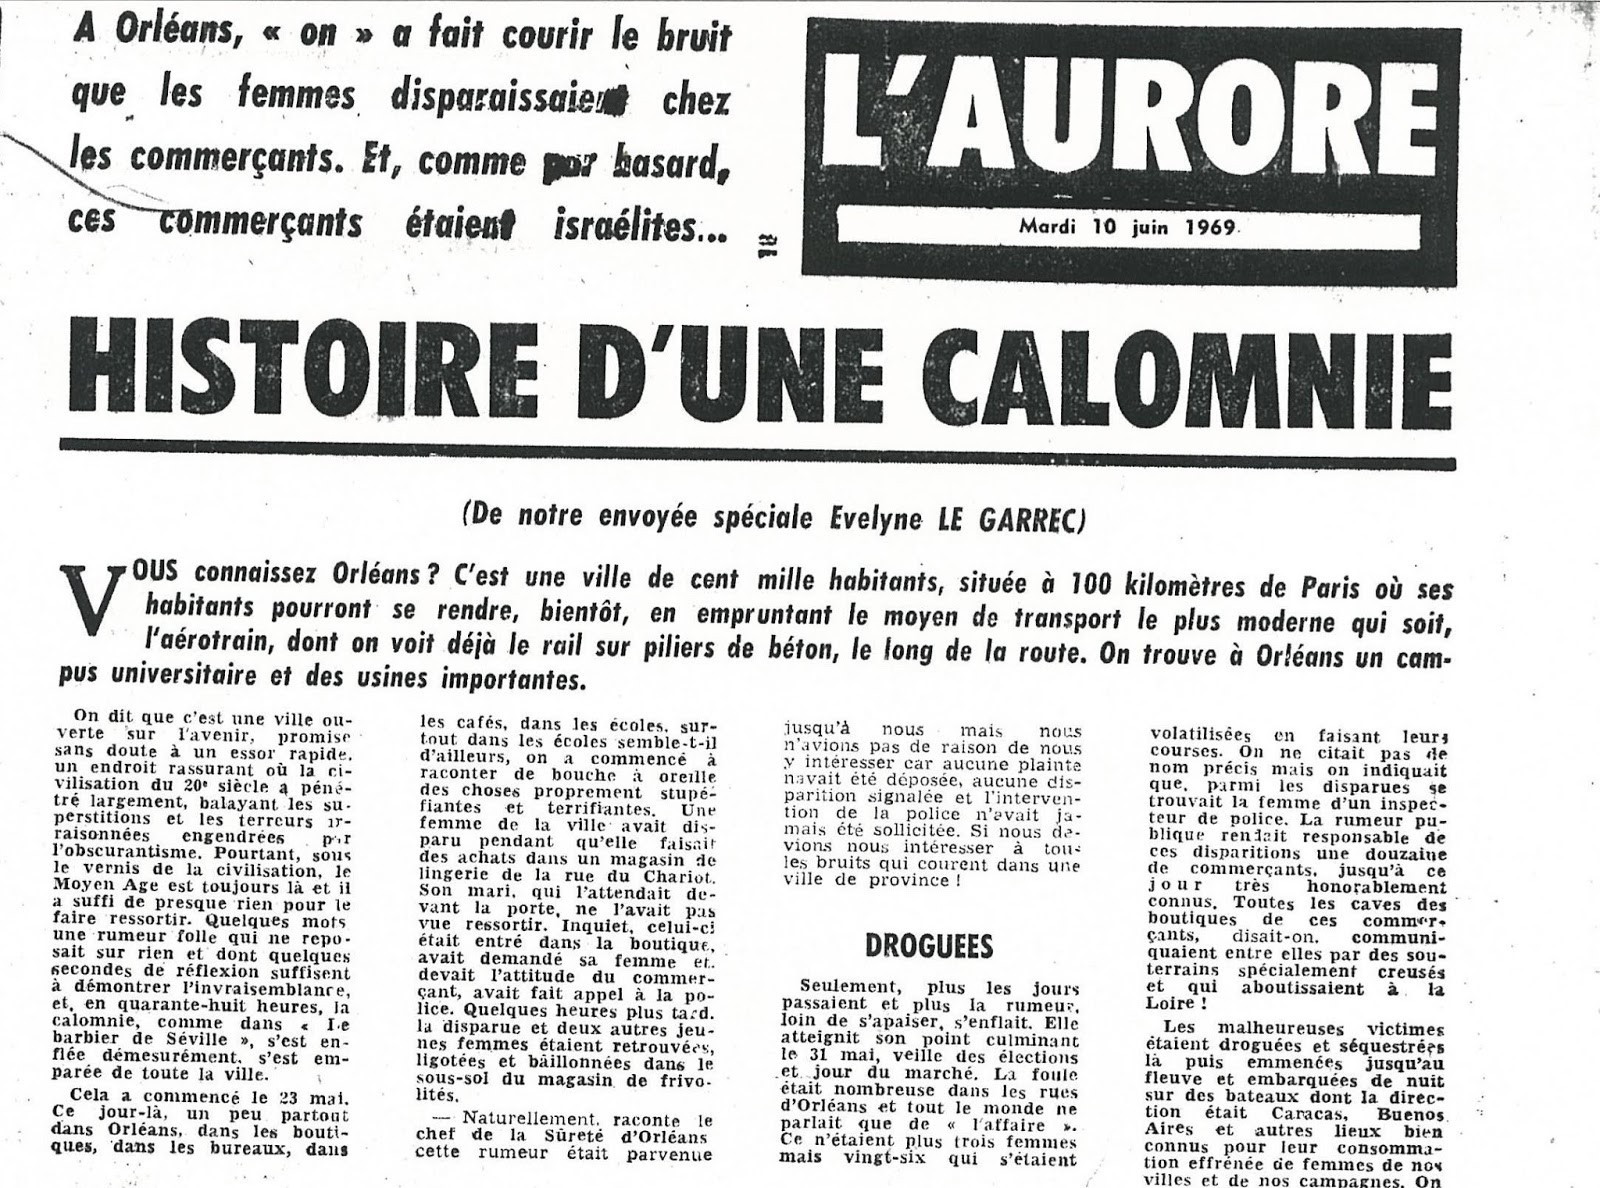 A Orléans, « on » a fait courir le bruit
que les femmes disparaissaient chez
les commerçants. Et, comme par hasard,
ces commerçants étaient israélites...
L'AURORE
Mardi 10 juin 1969
HISTOIRE D'UNE CALOMNIE
(De notre envoyée spéciale Evelyne LE GARREC)
VOUS connaissez Orléans ? C'est une ville de cent mille habitants, située à 100 kilomètres de Paris où ses
habitants pourront se rendre, bientôt, en empruntant le moyen de transport le plus moderne qui soit,
l'aérotrain, dont on voit déjà le rail sur piliers de béton, le long de la route. On trouve à Orléans un cam-
pus universitaire et des usines importantes.
On dit que c'est une ville ou-
verte sur l'avenir, promise
sans doute à un essor rapide,
un endroit rassurant où la ci-
vilisation du 20e siècle a péné-
tré largement, balayant les su-
perstitions et les terreurs ir-
raisonnées engendrées par
l'obscurantisme. Pourtant, sous
le vernis de la civilisation, le
Moyen Age est toujours là et il
a suffi de presque rien pour le
faire ressortir. Quelques mots
une rumeur folle qui ne repo-
sait sur rien et dont quelques
secondes de réflexion suffisent
à démontrer l'invraisemblance,
et, en quarante-huit heures, la
calomnie, comme dans « Le
barbier de Séville », s'est en-
flée démesurément, s'est em-
parée de toute la ville.
Cela a commencé le 23 mai.
Ce jour-là, un peu partout
dans Orléans, dans les bouti-
ques, dans les bureaux, dans
les cafés, dans les écoles, sur-
tout dans les écoles semble-t-il
d'ailleurs, on a commencé à
raconter de bouche à oreille
des choses proprement stupé-
fiantes et terrifiantes. Une
femme de la ville avait dis-
paru pendant qu'elle faisait
des achats dans un magasin de
lingerie de la rue du Chariot.
Son mari, qui l'attendait de-
vant la porte, ne l'avait pas
vue ressortir. Inquiet, celui-ci
était entré dans la boutique,
avait demandé sa femme et,
devant l'attitude du commer-
çant, avait fait appel à la po-
lice. Quelques heures plus tard,
la disparue et deux autres jeu-
nes femmes étaient retrouvées,
ligotées et bâillonnées dans le
sous-sol du magasin de frivo-
lités.
— Naturellement, raconte le
chef de la Sûreté d'Orléans
cette rumeur était parvenue
jusqu'à nous mais nous
n'avions pas de raison de nous
y intéresser car aucune plainte
navait été déposée, aucune dis-
parition signalée et l'interven-
tion de la police n'avait ja-
mais été sollicitée. Si nous de-
vions nous intéresser à tous
les bruits qui courent dans une
ville de province !
DROGUEES
Seulement, plus les jours
passaient et plus la rumeur,
loin de s'apaiser, s'enflait. Elle
atteignit son point culminant
le 31 mai, veille des élections
et jour du marché. La foule
était nombreuse dans les rues
d'Orléans et tout le monde ne
parlait que de « l'affaire ».
Ce n'étaient plus trois femmes
mais vingt-six qui s'étaient
volatilisées en faisant leurs
courses. On ne citait pas de
nom précis mais on indiquait
que, parmi les disparues se
trouvait la femme d'un inspec-
teur de police. La rumeur pu-
blique rendait responsable de
ces disparitions une douzaine
de commerçants, jusqu'à ce
jour très honorablement
connus. Toutes les caves des
boutiques de ces commer-
çants, disait-on, communi-
quaient entre elles par des sou-
terrains spécialement creusés
et qui aboutissaient à la
Loire !
Les malheureuses victimes
étaient droguées et séquestrées
là puis emmenées jusqu'au
fleuve et embarquées de nuit
sur des bateaux dont la direc-
tion était Caracas, Buenos
Aires et autres lieux bien
connus pour leur consomma-
tion effrénée de femmes de nos
villes et de nos campagnes. On